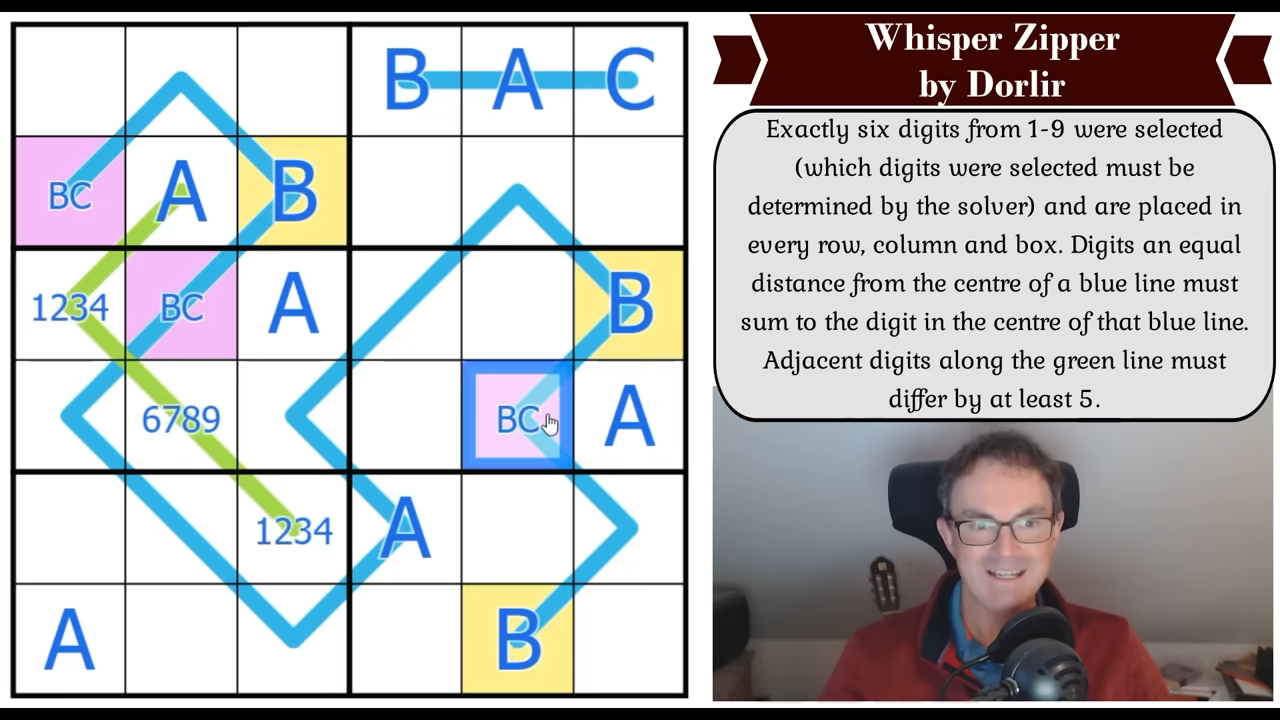 Whisper Zipper
by Dorlir
Exactly six digits from 1-9 were selected
(which digits were selected must be
determined by the solver) and are placed in
every row, column and box. Digits an equal
distance from the centre of a blue line must
sum to the digit in the centre of that blue line.
Adjacent digits along the green line must
differ by at least 5.
B A C
BC A B
1234 BC A B
6789 BC A
1234 A
A B